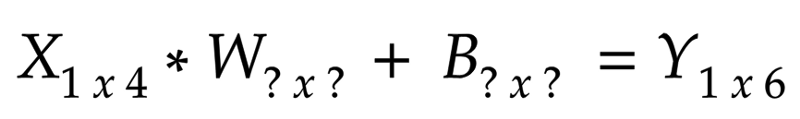 X₁ ₓ ₄ * W? ₓ ? + B? ₓ ? = Y₁ ₓ ₆